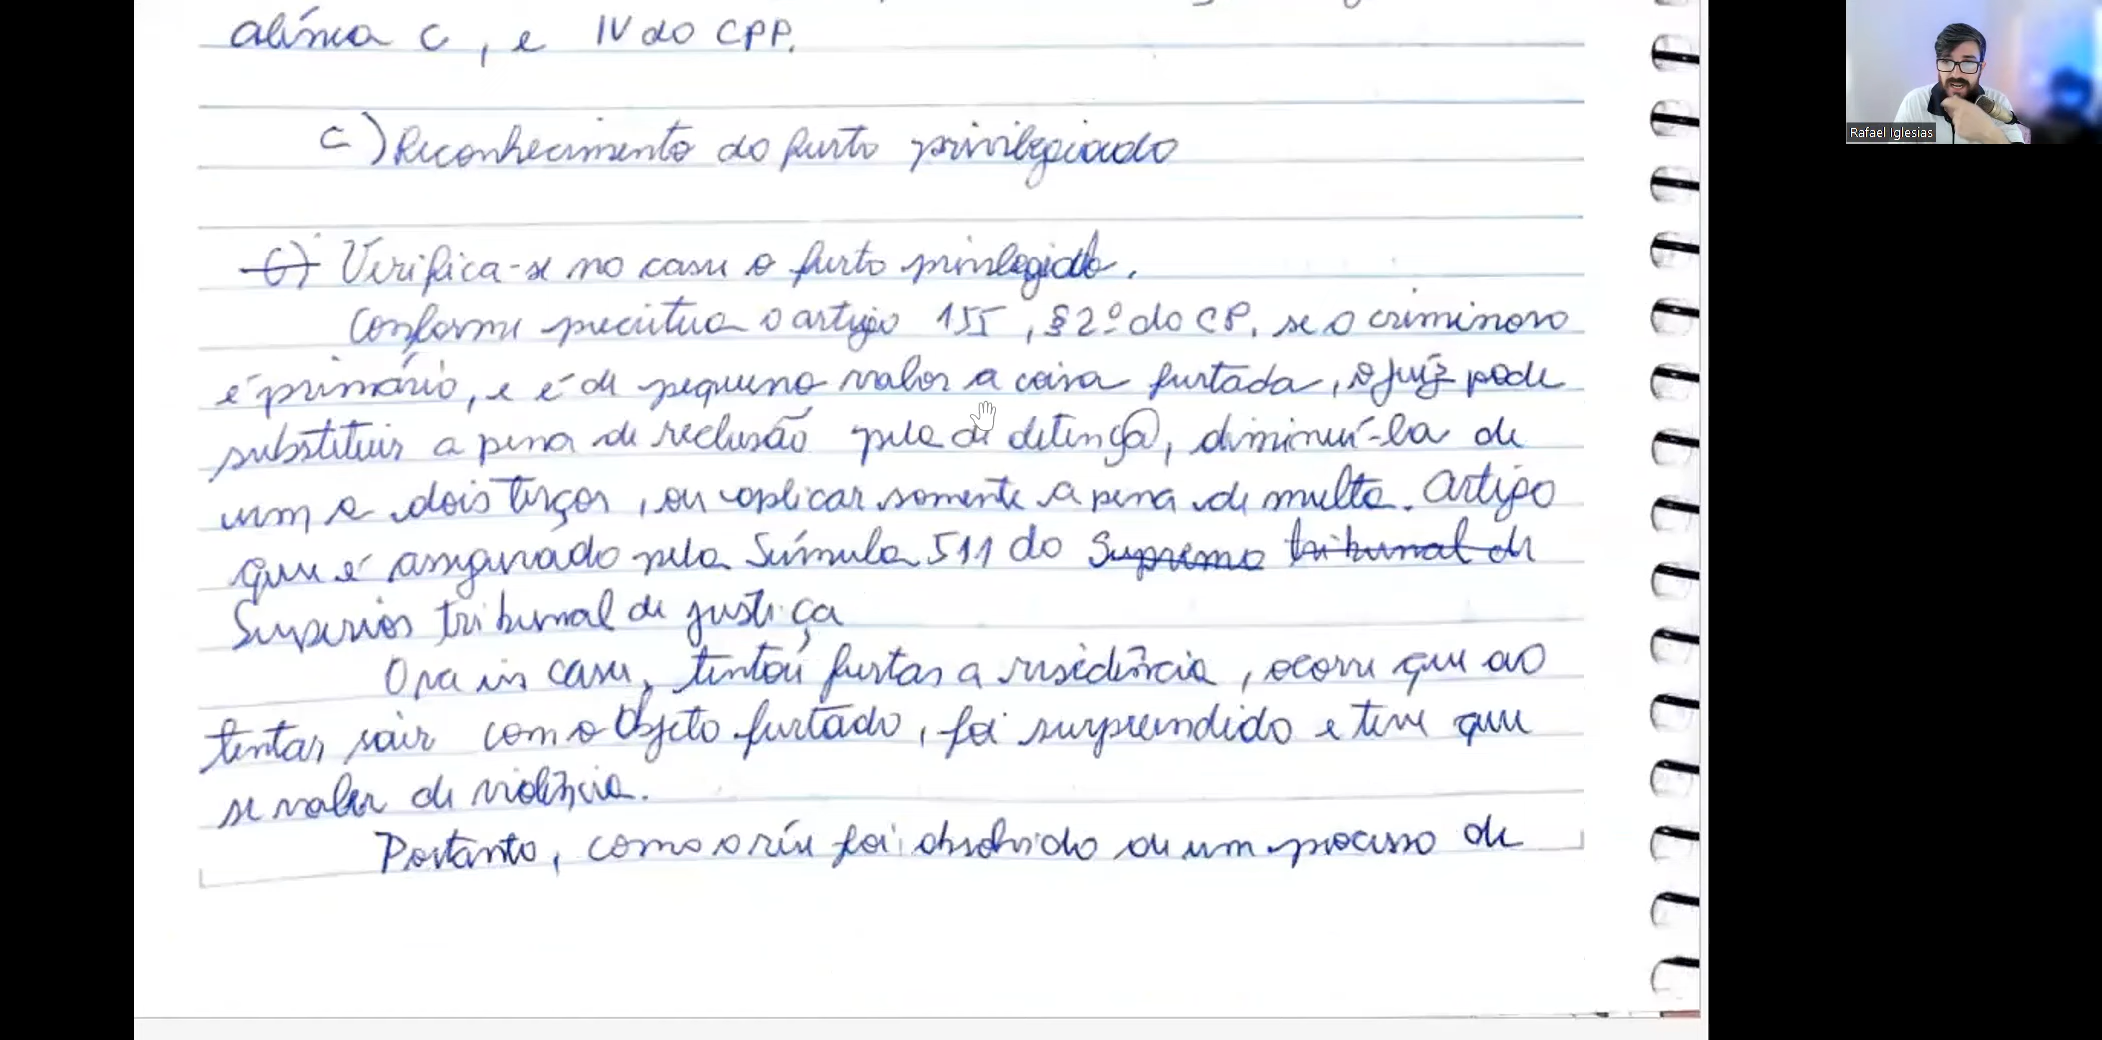 alínea c, e IV do CPP.
c) Reconhecimento do furto privilegiado
c) Verifica-se no caso o furto privilegiado.
Conforme preceitua o artigo 155, §2º do CP, se o criminoso
é primário, e é de pequeno valor a coisa furtada, o juiz pode
substituir a pena de reclusão pela de detenção, diminuí-la de
um a dois terços, ou aplicar somente a pena de multa. Artigo
que é assegurado pela Súmula 511 do Supremo tribunal de
Superior tribunal de justiça
Ora in casu, tentou furtar a residência, ocorre que ao
tentar sair com o objeto furtado, foi surpreendido e teve que
se valer de violência.
Portanto, como o réu foi absolvido de um processo de
Rafael Iglesias